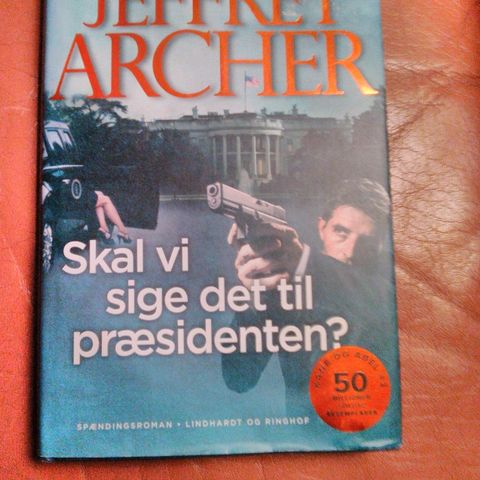 JEFFREY
ARCHER
Skal vi
sige det til
præsidenten?
50
SPÆNDINGSROMAN • LINDHARDT OG RINGHOF